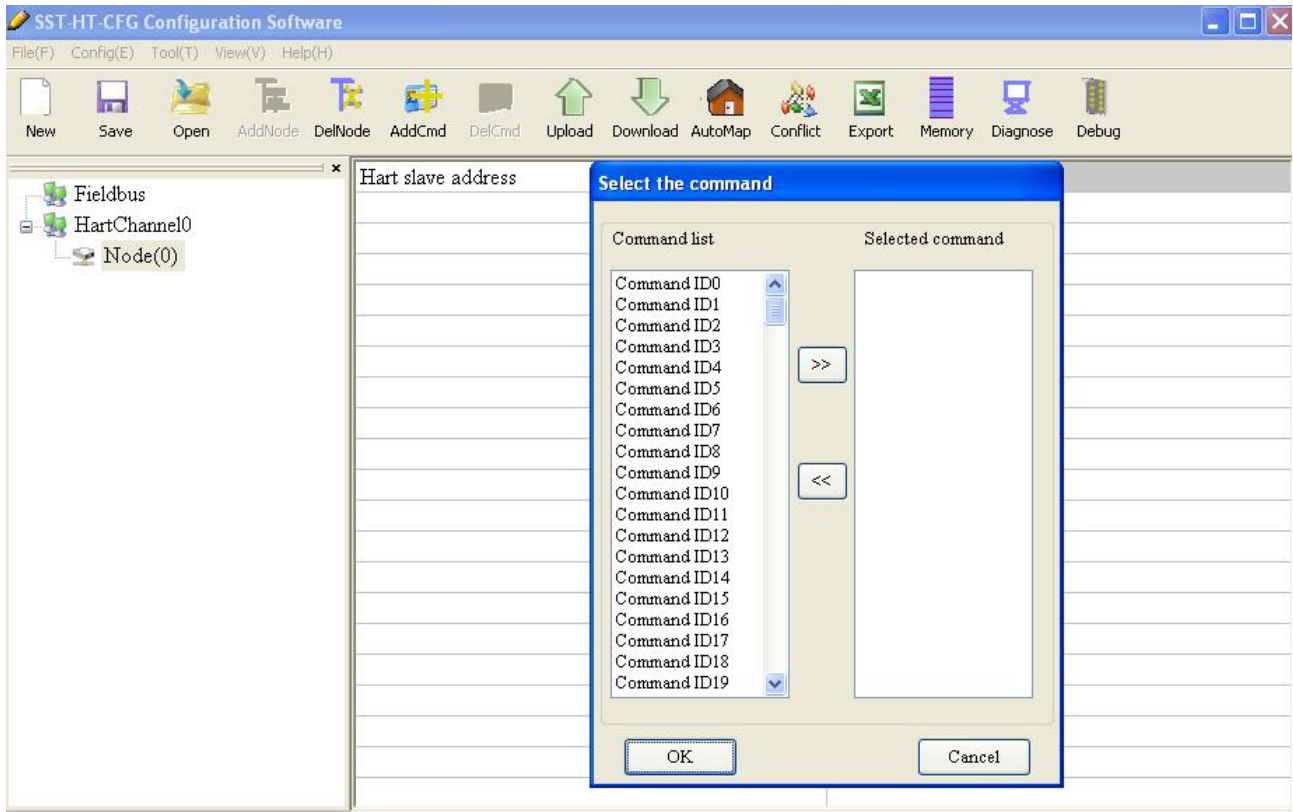 SST-HT-CFG Configuration Software
File(F) Config(E) Tool(T) View(V) Help(H)
New Save Open AddNode DelNode AddCmd DelCmd Upload Download AutoMap Conflict Export Memory Diagnose Debug
Fieldbus
HartChannel0
Node(0)
Hart slave address
Select the command
Command list
Selected command
Command ID0
Command ID1
Command ID2
Command ID3
Command ID4
Command ID5
Command ID6
Command ID7
Command ID8
Command ID9
Command ID10
Command ID11
Command ID12
Command ID13
Command ID14
Command ID15
Command ID16
Command ID17
Command ID18
Command ID19
>>
<<
OK
Cancel